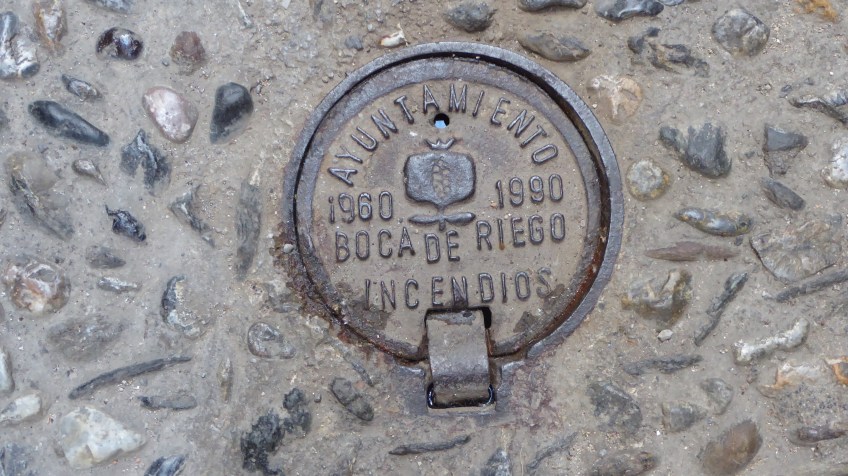 AYUNTAMIENTO
1960 1990
BOCA DE RIEGO
INCENDIOS